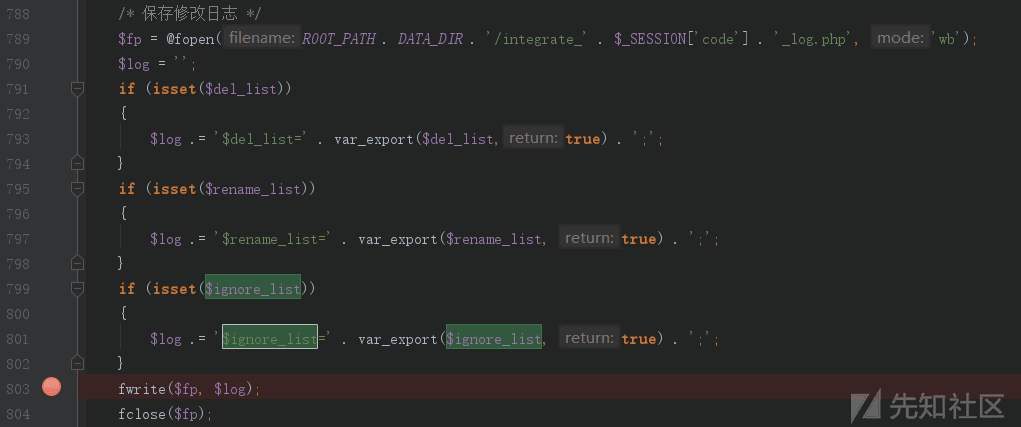 788 /* 保存修改日志 */
789 $fp = @fopen( filename: ROOT_PATH . DATA_DIR . '/integrate_' . $_SESSION['code'] . '_log.php', mode: 'wb');
790 $log = '';
791 if (isset($del_list))
792 {
793 $log .= '$del_list=' . var_export($del_list, return: true) . ';';
794 }
795 if (isset($rename_list))
796 {
797 $log .= '$rename_list=' . var_export($rename_list, return: true) . ';';
798 }
799 if (isset($ignore_list))
800 {
801 $log .= '$ignore_list=' . var_export($ignore_list, return: true) . ';';
802 }
803 fwrite($fp, $log);
804 fclose($fp);
先知社区